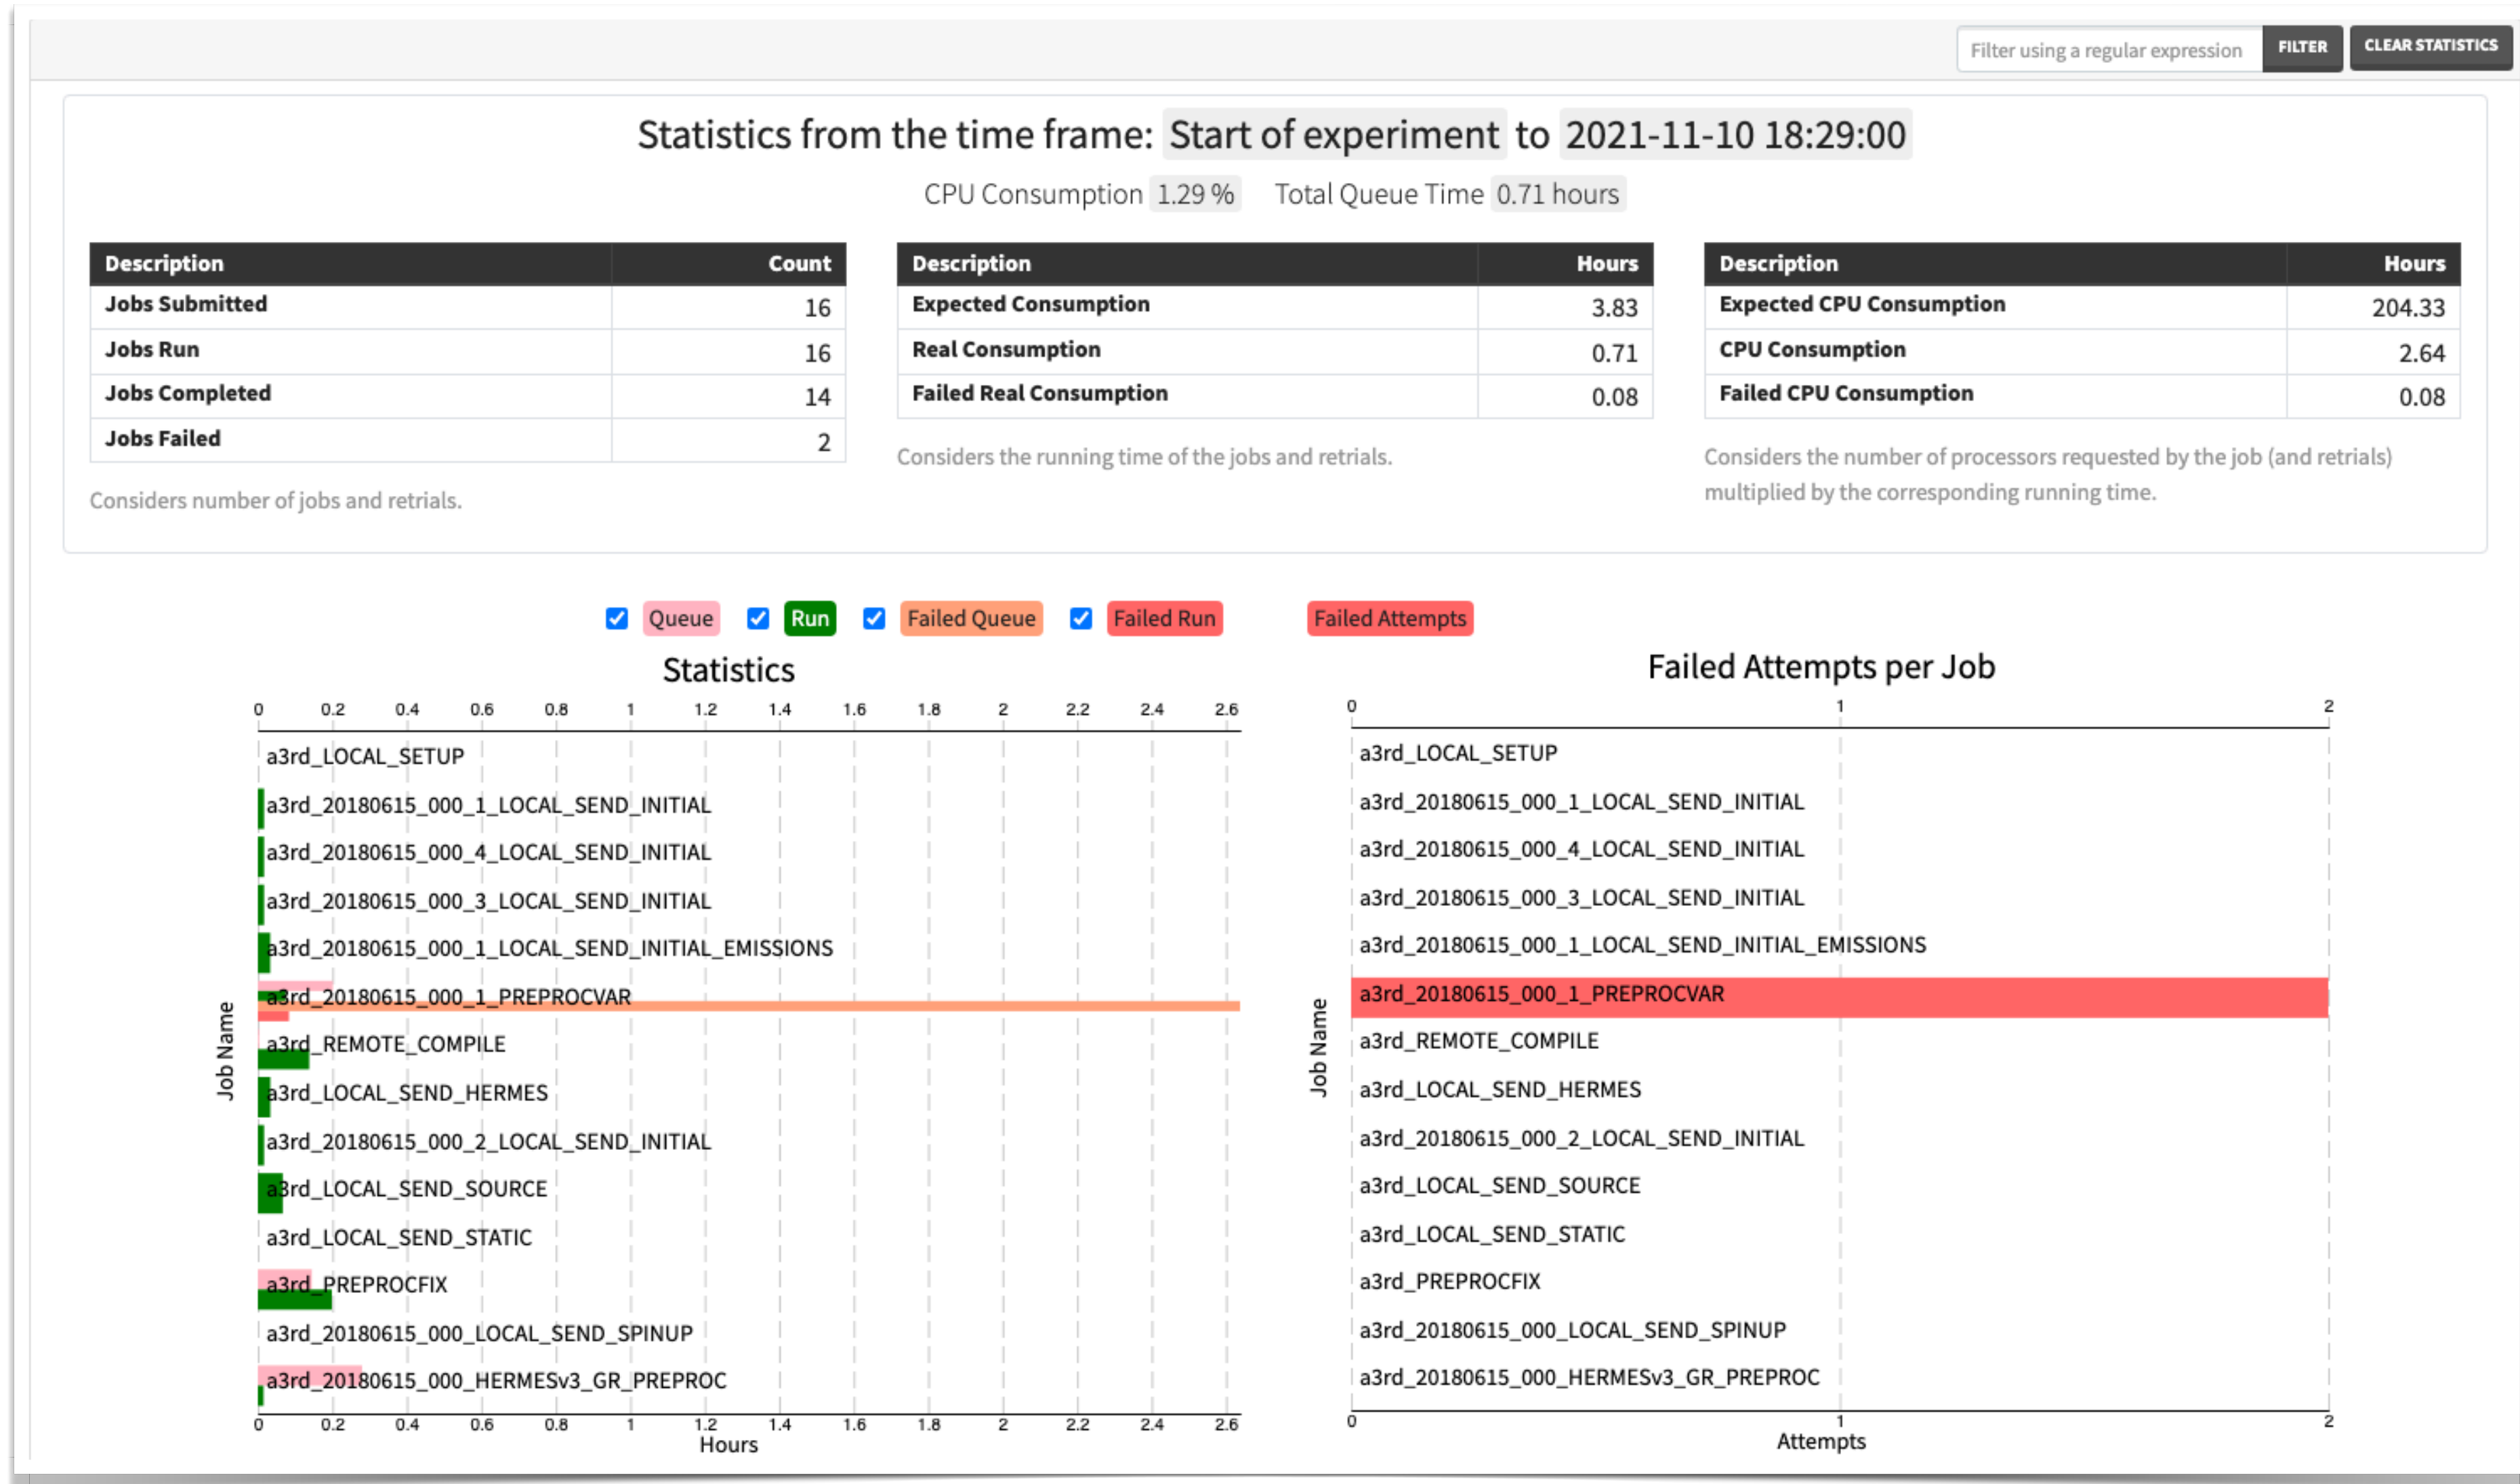 Filter using a regular expression FILTER CLEAR STATISTICS
Statistics from the time frame: Start of experiment to 2021-11-10 18:29:00
CPU Consumption 1.29 % Total Queue Time 0.71 hours
Description Count
Jobs Submitted 16
Jobs Run 16
Jobs Completed 14
Jobs Failed 2
Considers number of jobs and retrials.
Description Hours
Expected Consumption 3.83
Real Consumption 0.71
Failed Real Consumption 0.08
Considers the running time of the jobs and retrials.
Description Hours
Expected CPU Consumption 204.33
CPU Consumption 2.64
Failed CPU Consumption 0.08
Considers the number of processors requested by the job (and retrials)
multiplied by the corresponding running time.
Queue Run Failed Queue Failed Run Failed Attempts
Statistics
0 0.2 0.4 0.6 0.8 1 1.2 1.4 1.6 1.8 2 2.2 2.4 2.6
a3rd_LOCAL_SETUP
a3rd_20180615_000_1_LOCAL_SEND_INITIAL
a3rd_20180615_000_4_LOCAL_SEND_INITIAL
a3rd_20180615_000_3_LOCAL_SEND_INITIAL
a3rd_20180615_000_1_LOCAL_SEND_INITIAL_EMISSIONS
a3rd_20180615_000_1_PREPROCVAR
a3rd_REMOTE_COMPILE
a3rd_LOCAL_SEND_HERMES
a3rd_20180615_000_2_LOCAL_SEND_INITIAL
a3rd_LOCAL_SEND_SOURCE
a3rd_LOCAL_SEND_STATIC
a3rd_PREPROCFIX
a3rd_20180615_000_LOCAL_SEND_SPINUP
a3rd_20180615_000_HERMESv3_GR_PREPROC
Job Name
0 0.2 0.4 0.6 0.8 1 1.2 1.4 1.6 1.8 2 2.2 2.4 2.6
Hours
Failed Attempts per Job
0 1 2
a3rd_LOCAL_SETUP
a3rd_20180615_000_1_LOCAL_SEND_INITIAL
a3rd_20180615_000_4_LOCAL_SEND_INITIAL
a3rd_20180615_000_3_LOCAL_SEND_INITIAL
a3rd_20180615_000_1_LOCAL_SEND_INITIAL_EMISSIONS
a3rd_20180615_000_1_PREPROCVAR
a3rd_REMOTE_COMPILE
a3rd_LOCAL_SEND_HERMES
a3rd_20180615_000_2_LOCAL_SEND_INITIAL
a3rd_LOCAL_SEND_SOURCE
a3rd_LOCAL_SEND_STATIC
a3rd_PREPROCFIX
a3rd_20180615_000_LOCAL_SEND_SPINUP
a3rd_20180615_000_HERMESv3_GR_PREPROC
Job Name
0 1 2
Attempts